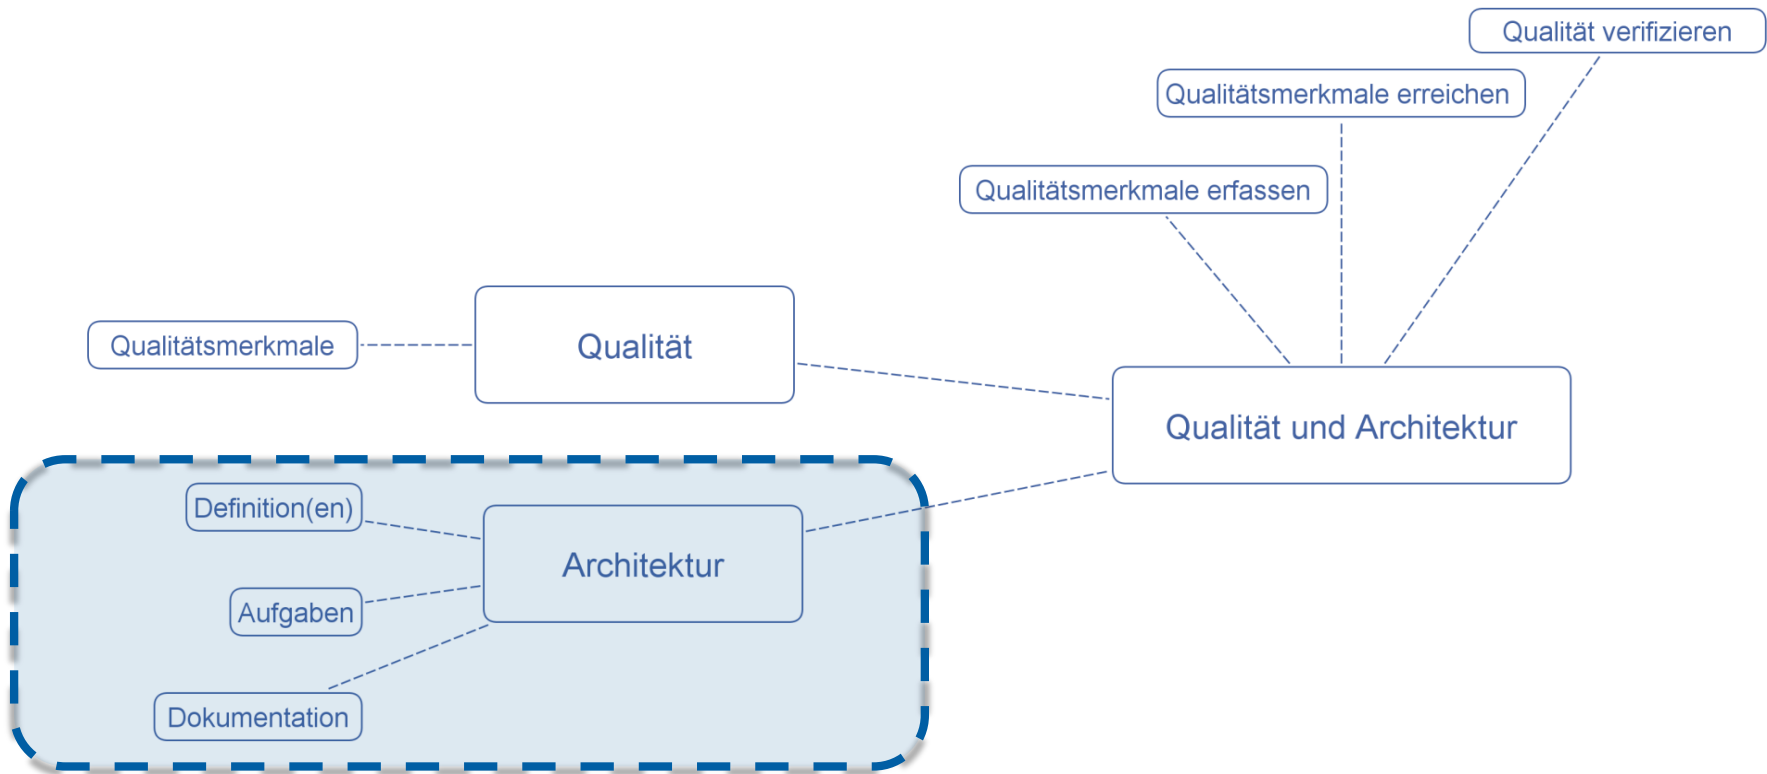 Qualität verifizieren
Qualitätsmerkmale erreichen
Qualitätsmerkmale erfassen
Qualitätsmerkmale
Qualität
Qualität und Architektur
Definition(en)
Architektur
Aufgaben
Dokumentation